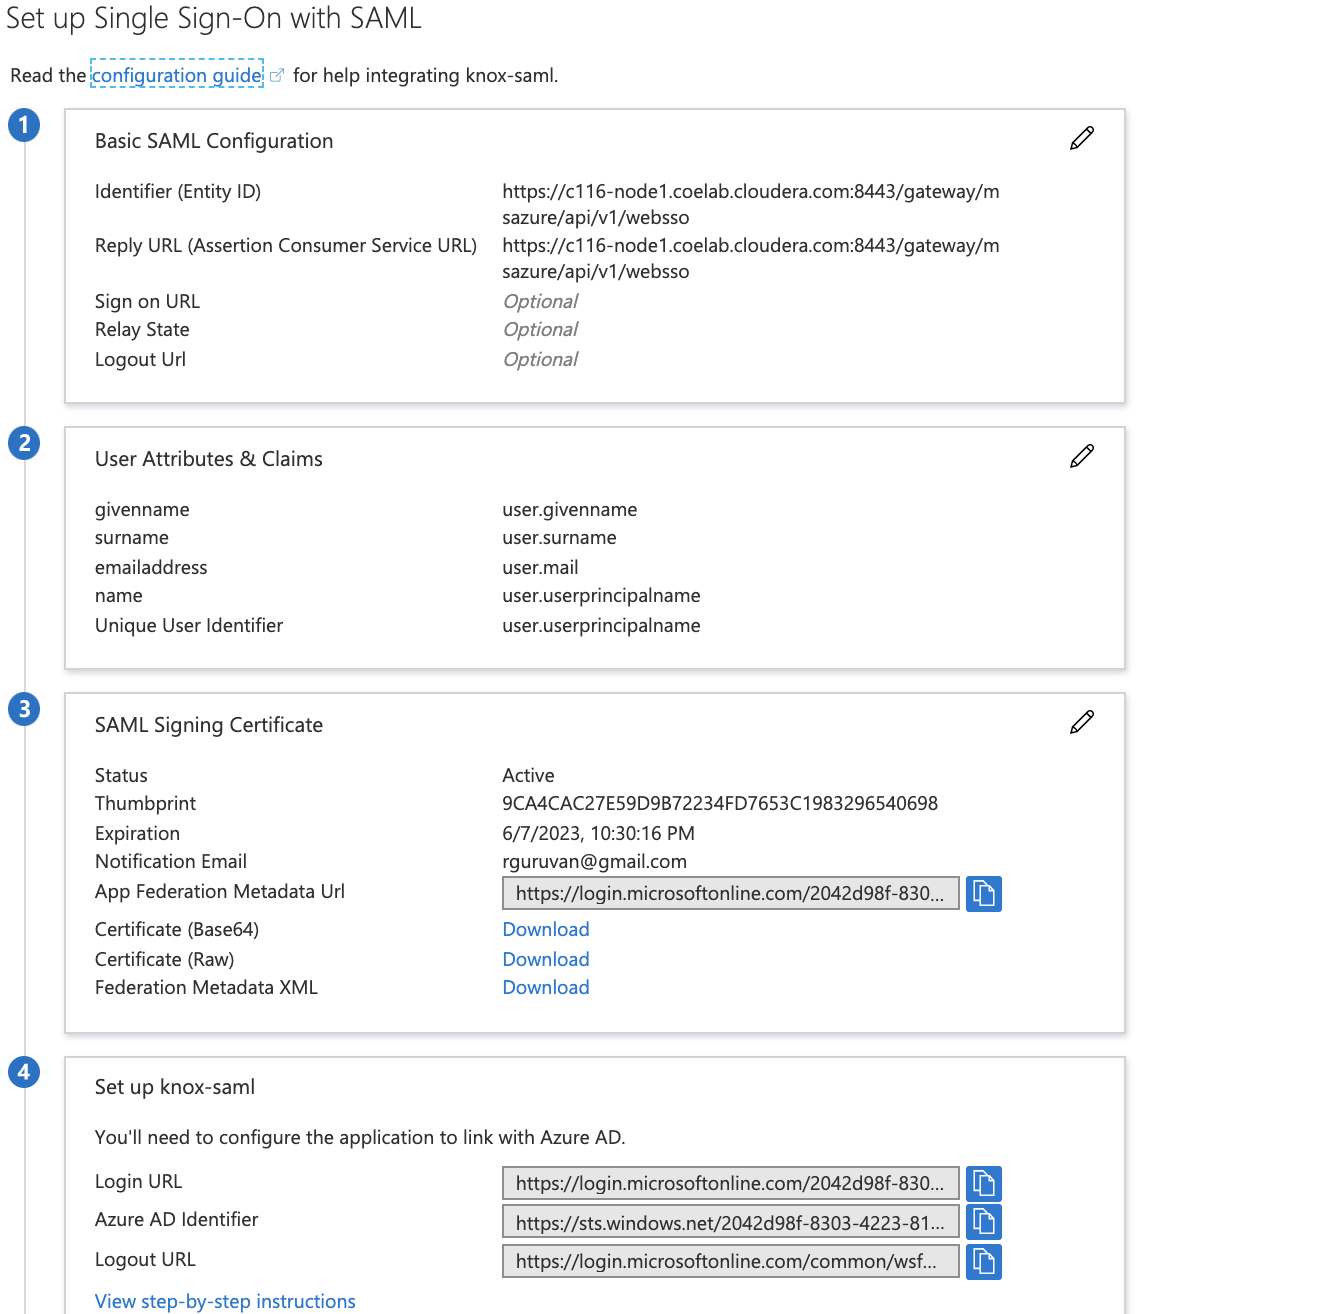 Set up Single Sign-On with SAML
Read the configuration guide for help integrating knox-saml.
1
Basic SAML Configuration
Identifier (Entity ID) https://c116-node1.coelab.cloudera.com:8443/gateway/m
sazure/api/v1/websso
Reply URL (Assertion Consumer Service URL) https://c116-node1.coelab.cloudera.com:8443/gateway/m
sazure/api/v1/websso
Sign on URL Optional
Relay State Optional
Logout Url Optional
2
User Attributes & Claims
givenname user.givenname
surname user.surname
emailaddress user.mail
name user.userprincipalname
Unique User Identifier user.userprincipalname
3
SAML Signing Certificate
Status Active
Thumbprint 9CA4CAC27E59D9B72234FD7653C1983296540698
Expiration 6/7/2023, 10:30:16 PM
Notification Email rguruvan@gmail.com
App Federation Metadata Url https://login.microsoftonline.com/2042d98f-830...
Certificate (Base64) Download
Certificate (Raw) Download
Federation Metadata XML Download
4
Set up knox-saml
You'll need to configure the application to link with Azure AD.
Login URL https://login.microsoftonline.com/2042d98f-830...
Azure AD Identifier https://sts.windows.net/2042d98f-8303-4223-81...
Logout URL https://login.microsoftonline.com/common/wsf...
View step-by-step instructions